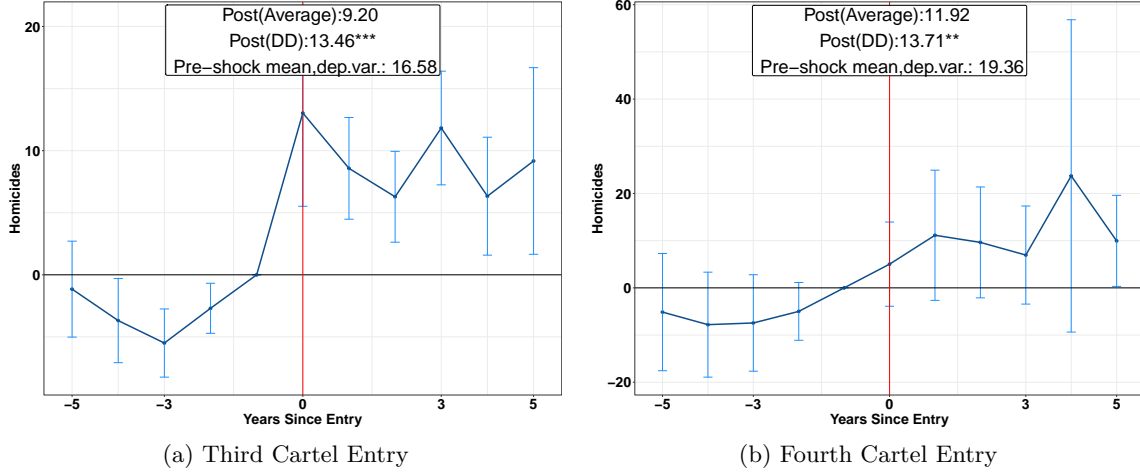 Post(Average):9.20
Post(DD):13.46***
Pre-shock mean,dep.var.: 16.58
20
10
0
Homicides
-5
-3
0
3
5
Years Since Entry
(a) Third Cartel Entry
Post(Average):11.92
Post(DD):13.71**
Pre-shock mean,dep.var.: 19.36
60
40
20
0
-20
Homicides
-5
-3
0
3
5
Years Since Entry
(b) Fourth Cartel Entry